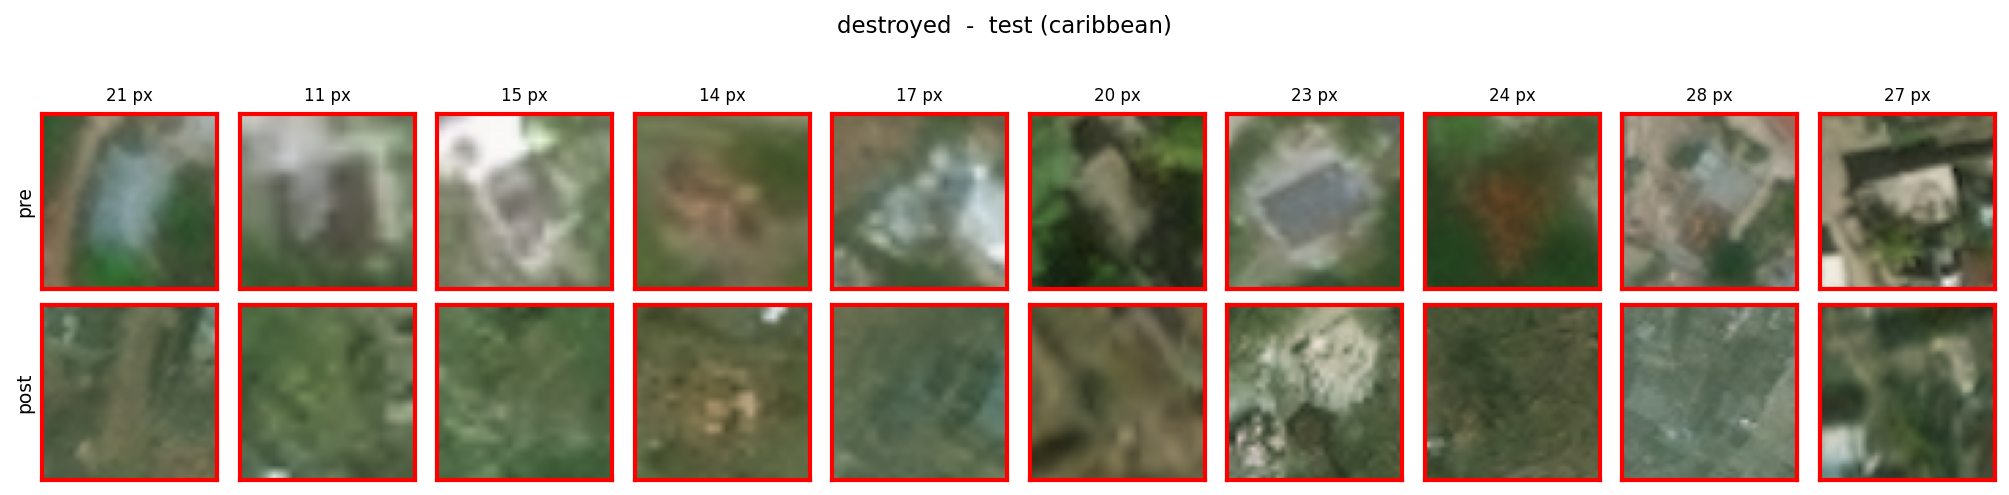 destroyed - test (caribbean)
21 px 11 px 15 px 14 px 17 px 20 px 23 px 24 px 28 px 27 px
pre
post